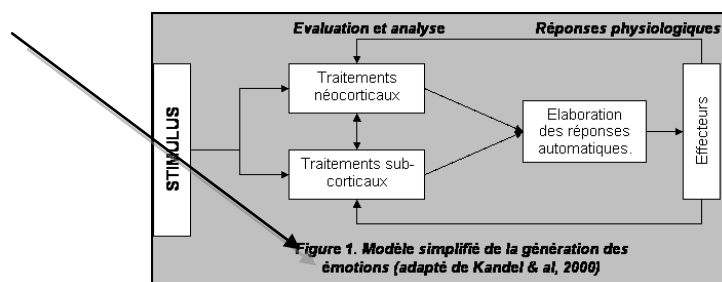 Evaluation et analyse
Réponses physiologiques
STIMULUS
Traitements
néocorticaux
Traitements sub-
corticaux
Elaboration
des réponses
automatiques.
Effecteurs
Figure 1. Modèle simplifié de la génération des
émotions (adapté de Kandel & al, 2000)